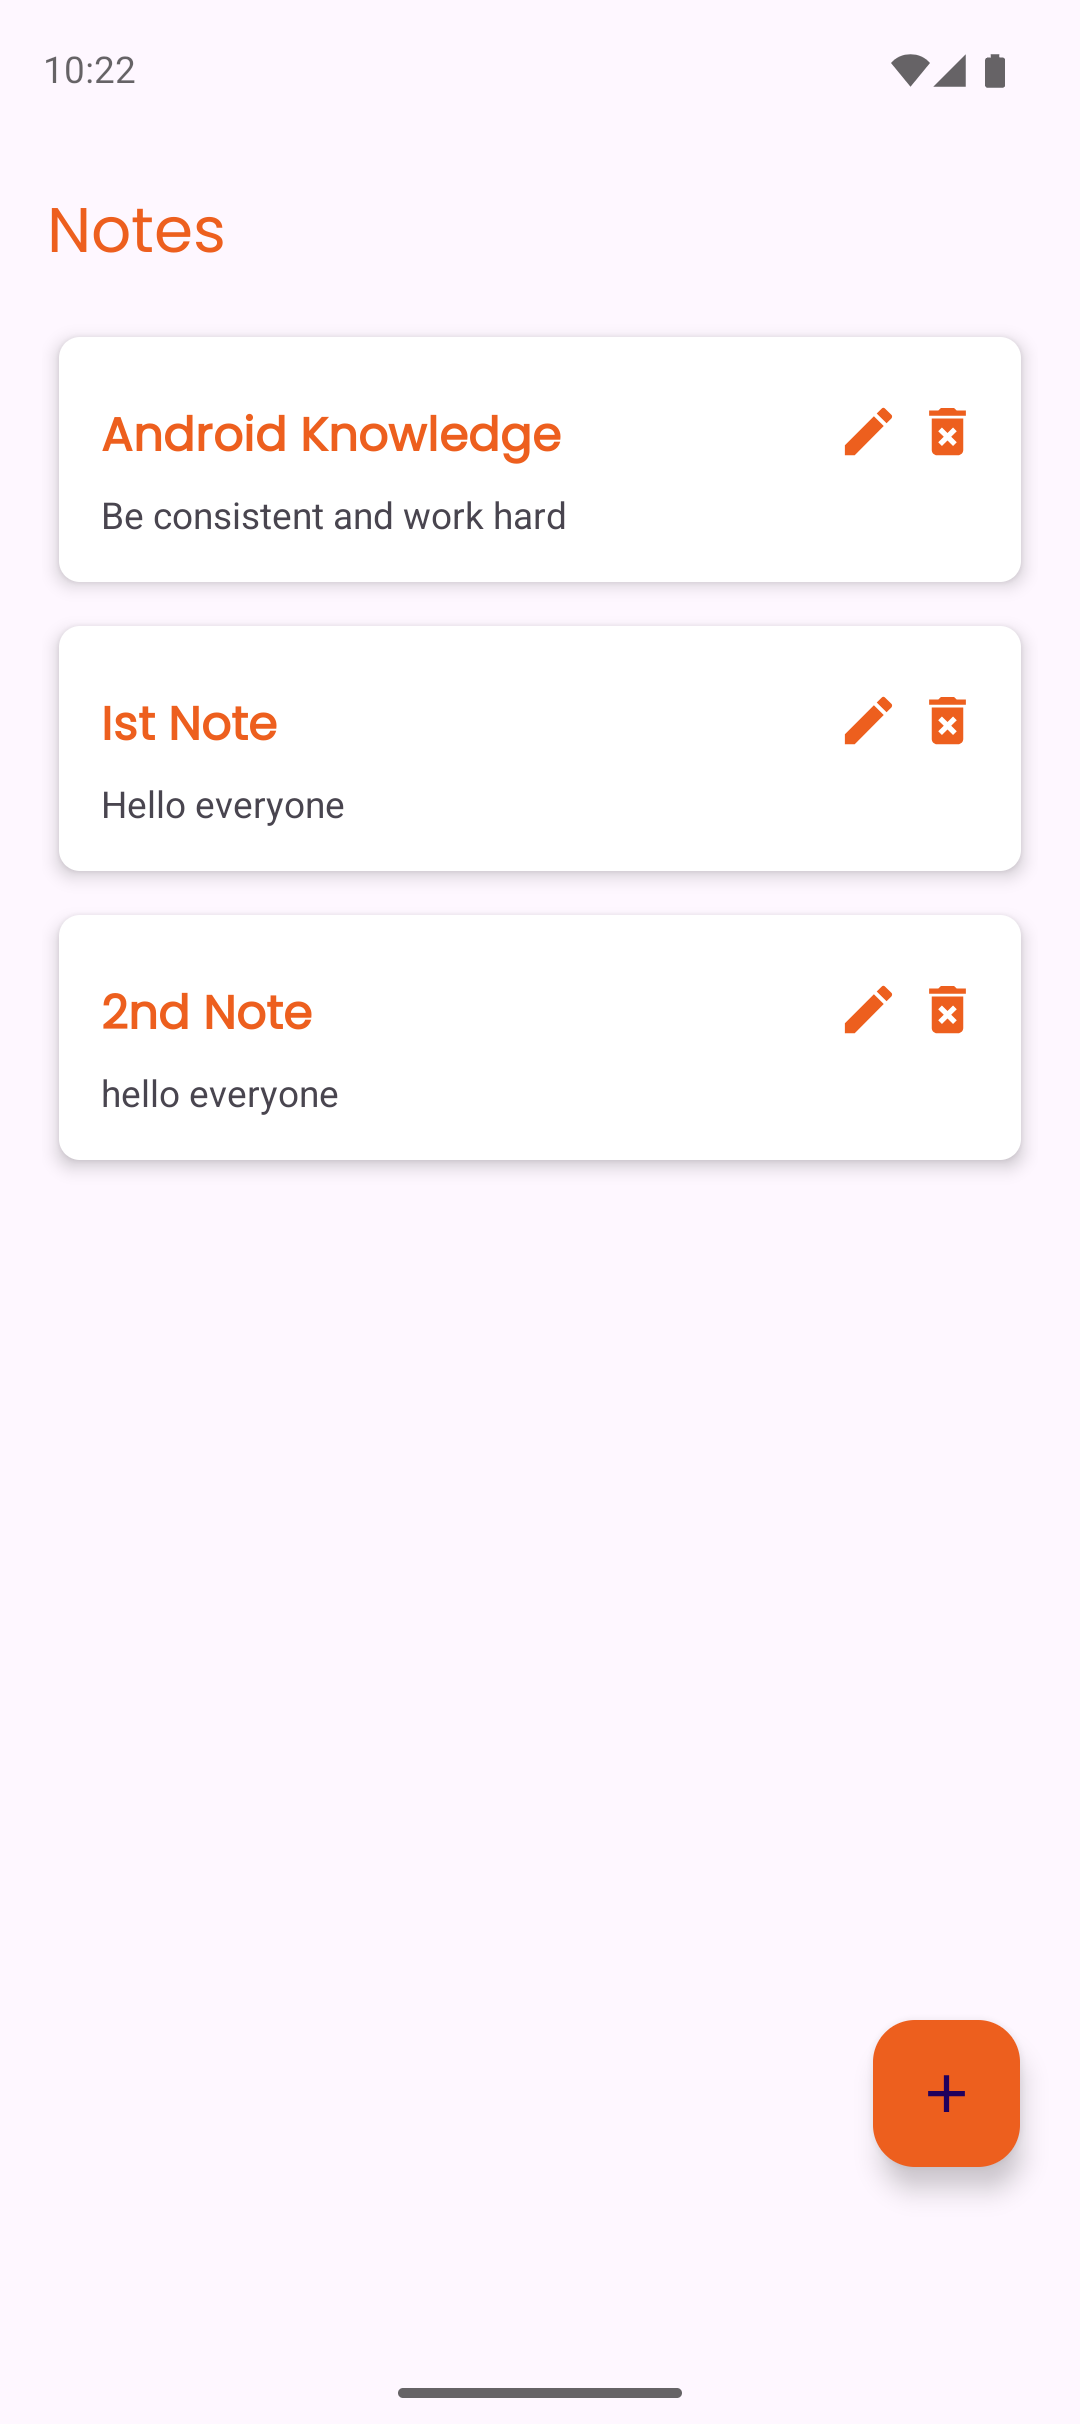 10:22
Notes
Android Knowledge
Be consistent and work hard
Ist Note
Hello everyone
2nd Note
hello everyone